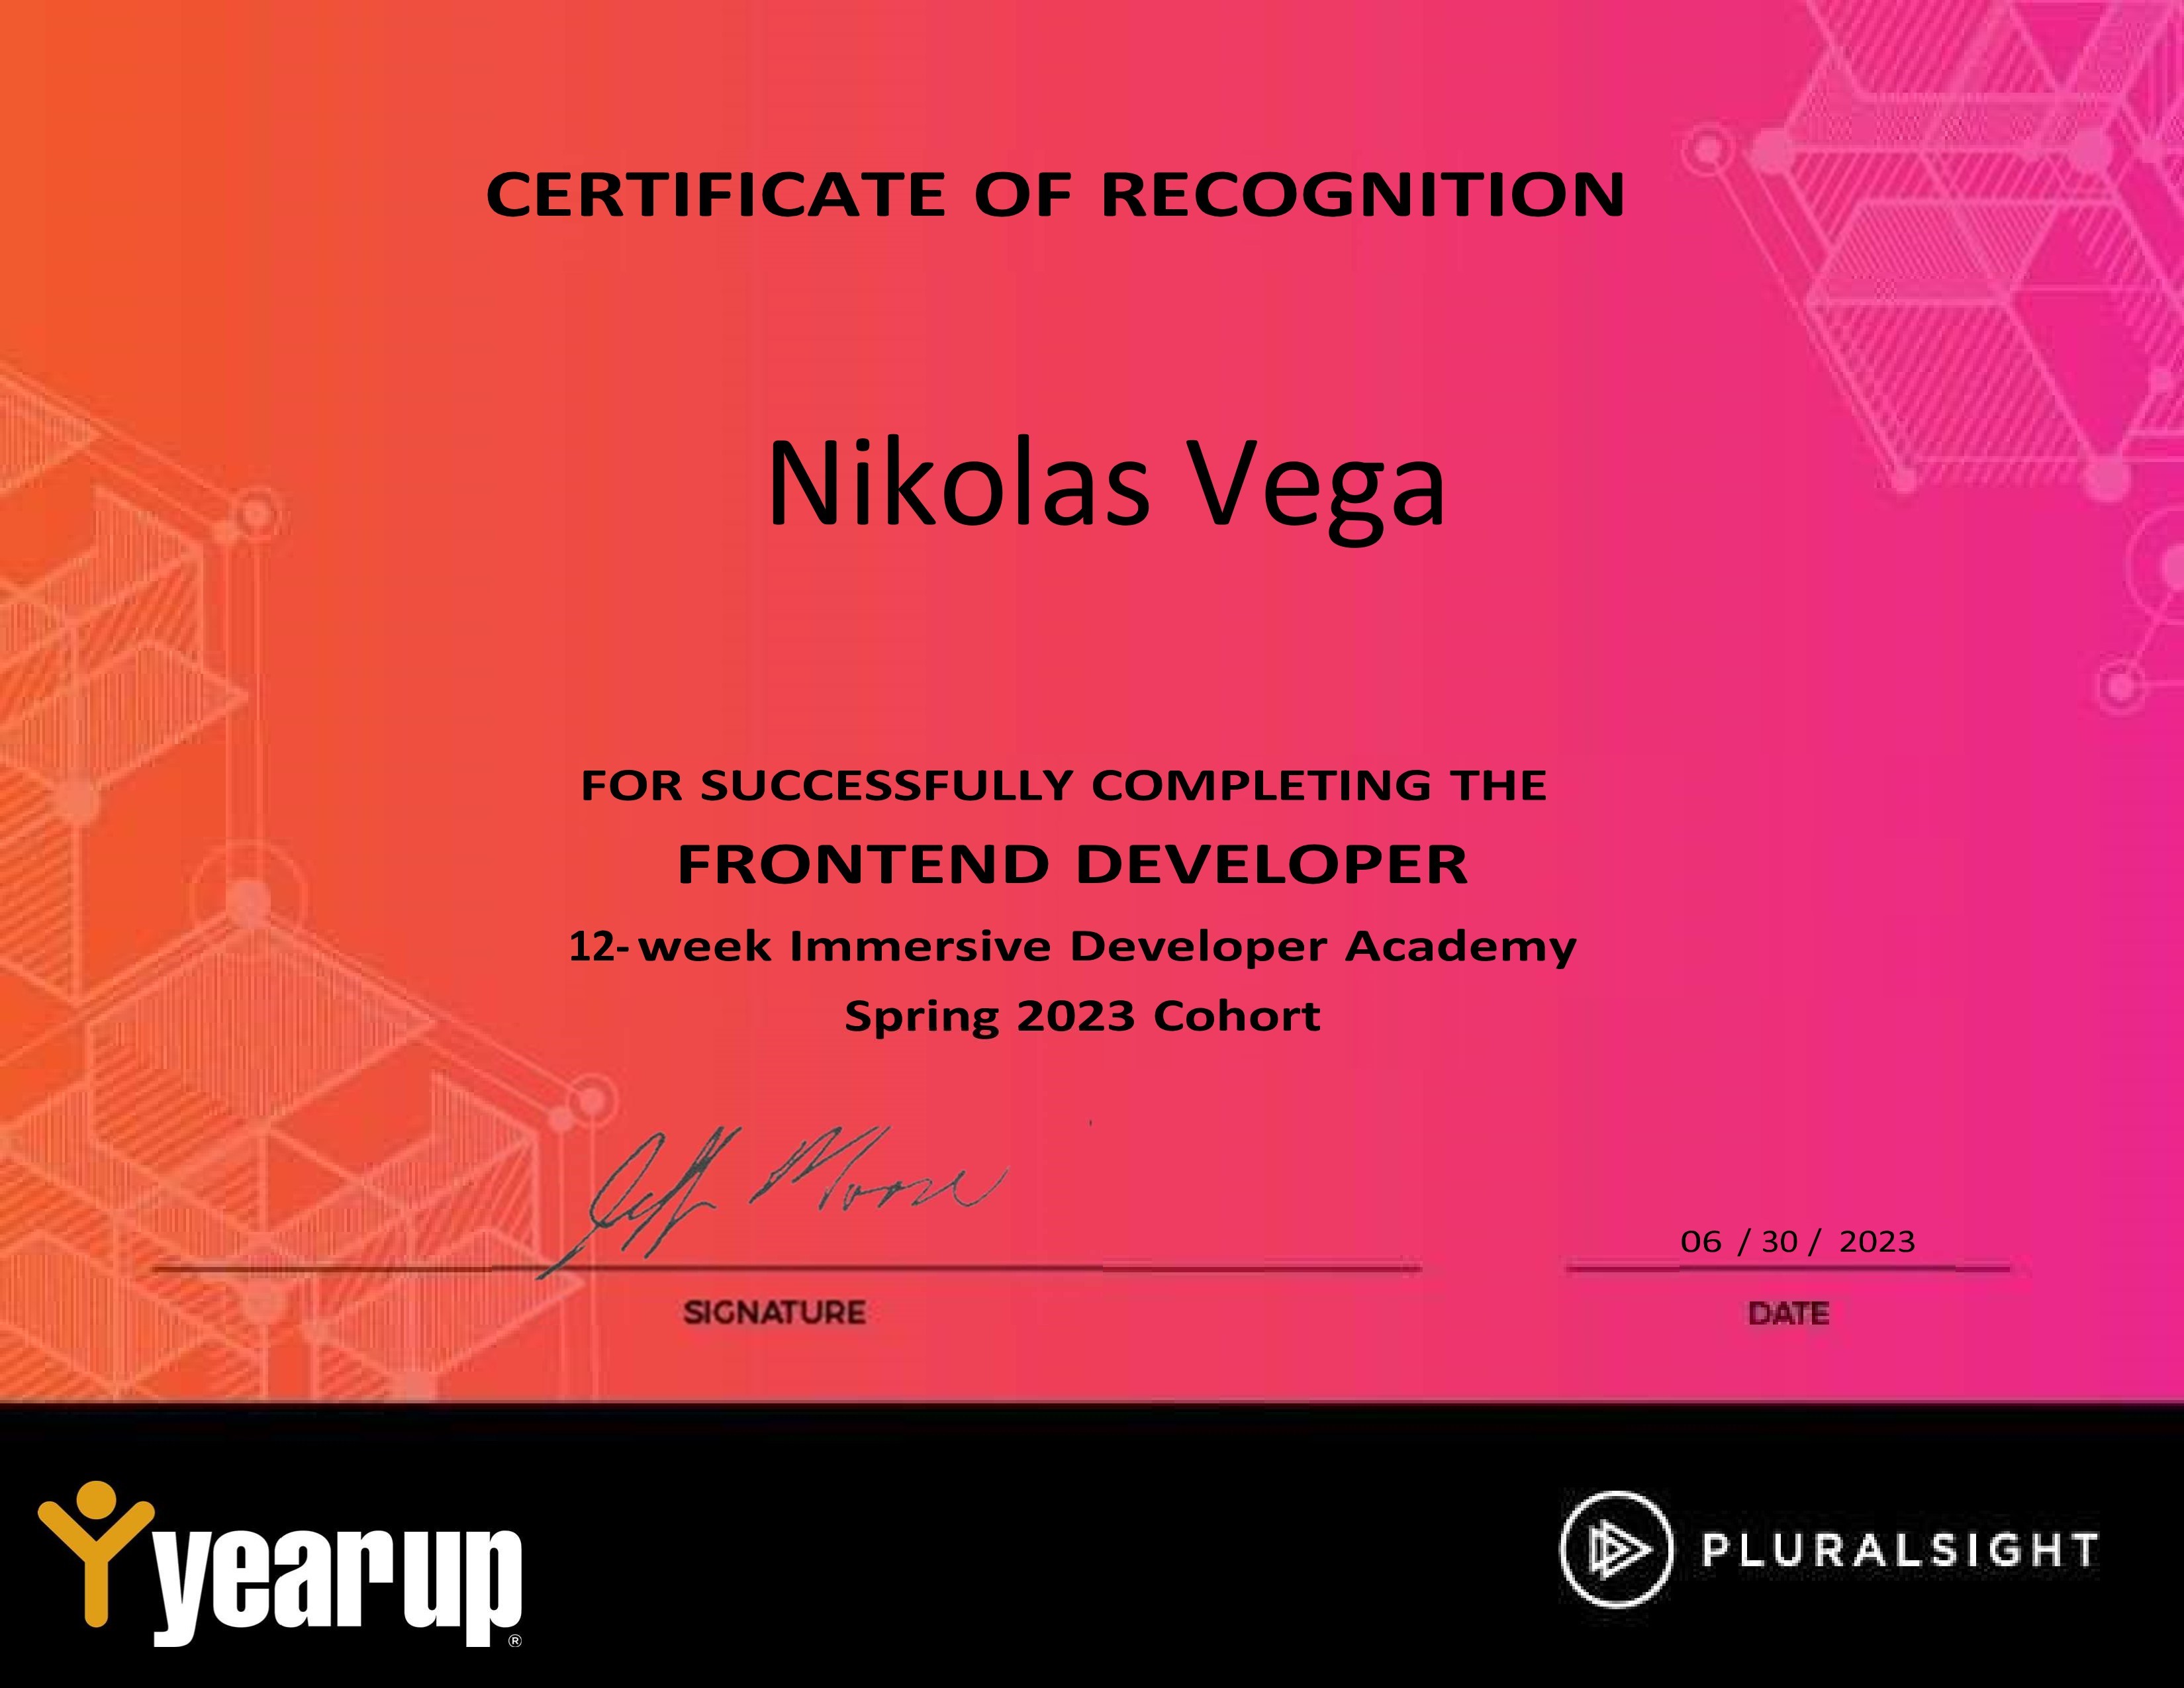 CERTIFICATE OF RECOGNITION
Nikolas Vega
FOR SUCCESSFULLY COMPLETING THE
FRONTEND DEVELOPER
12-week Immersive Developer Academy
Spring 2023 Cohort
Jeff Moore
06 / 30 / 2023
SIGNATURE
DATE
yearup®
PLURALSIGHT